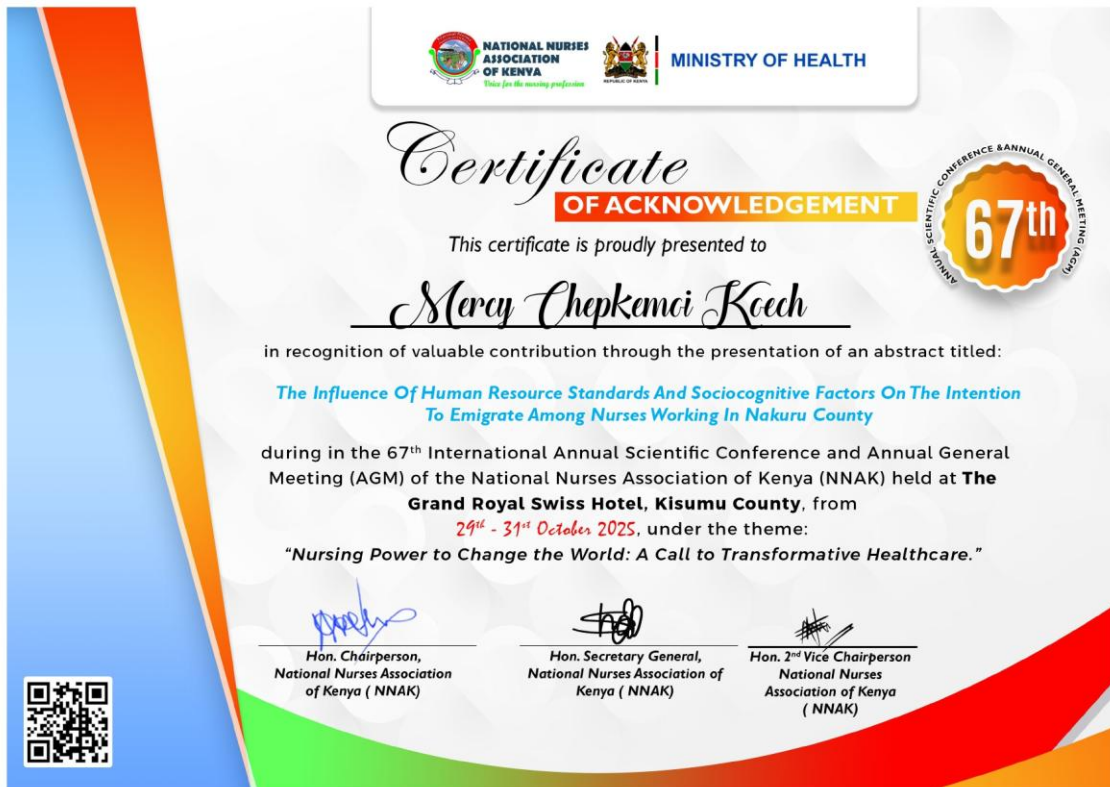 NATIONAL NURSES
ASSOCIATION
OF KENYA
Voice for the nursing profession
REPUBLIC OF KENYA
MINISTRY OF HEALTH
Certificate
OF ACKNOWLEDGEMENT
This certificate is proudly presented to
ANNUAL SCIENTIFIC CONFERENCE & ANNUAL GENERAL MEETING (AGM)
67th
Mercy Chepkemoi Koech
in recognition of valuable contribution through the presentation of an abstract titled:
The Influence Of Human Resource Standards And Sociocognitive Factors On The Intention
To Emigrate Among Nurses Working In Nakuru County
during in the 67th International Annual Scientific Conference and Annual General
Meeting (AGM) of the National Nurses Association of Kenya (NNAK) held at The
Grand Royal Swiss Hotel, Kisumu County, from
29th - 31st October 2025, under the theme:
“Nursing Power to Change the World: A Call to Transformative Healthcare.”
Hon. Chairperson,
National Nurses Association
of Kenya ( NNAK)
Hon. Secretary General,
National Nurses Association of
Kenya ( NNAK)
Hon. 2nd Vice Chairperson
National Nurses
Association of Kenya
( NNAK)